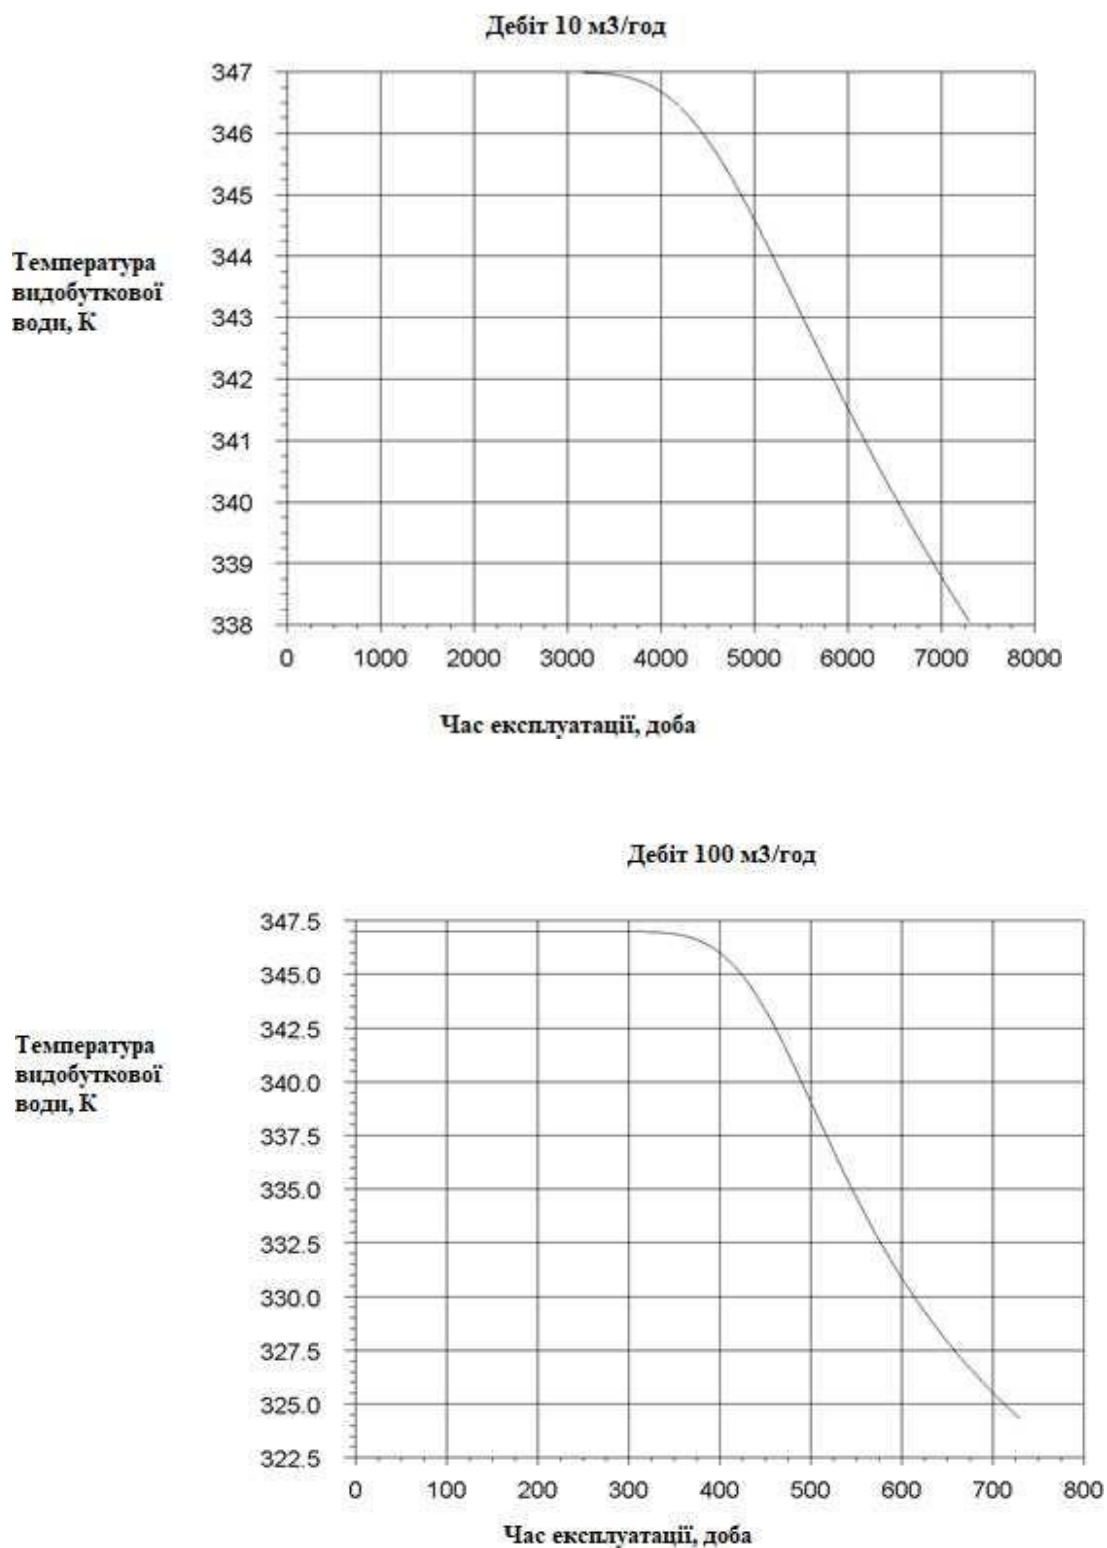 Дебіт 10 м3/год
347
346
345
344
343
342
341
340
339
338
Температура
видобуткової
води, К
0 1000 2000 3000 4000 5000 6000 7000 8000
Час експлуатації, доба
Дебіт 100 м3/год
347.5
345.0
342.5
340.0
337.5
335.0
332.5
330.0
327.5
325.0
322.5
Температура
видобуткової
води, К
0 100 200 300 400 500 600 700 800
Час експлуатації, доба